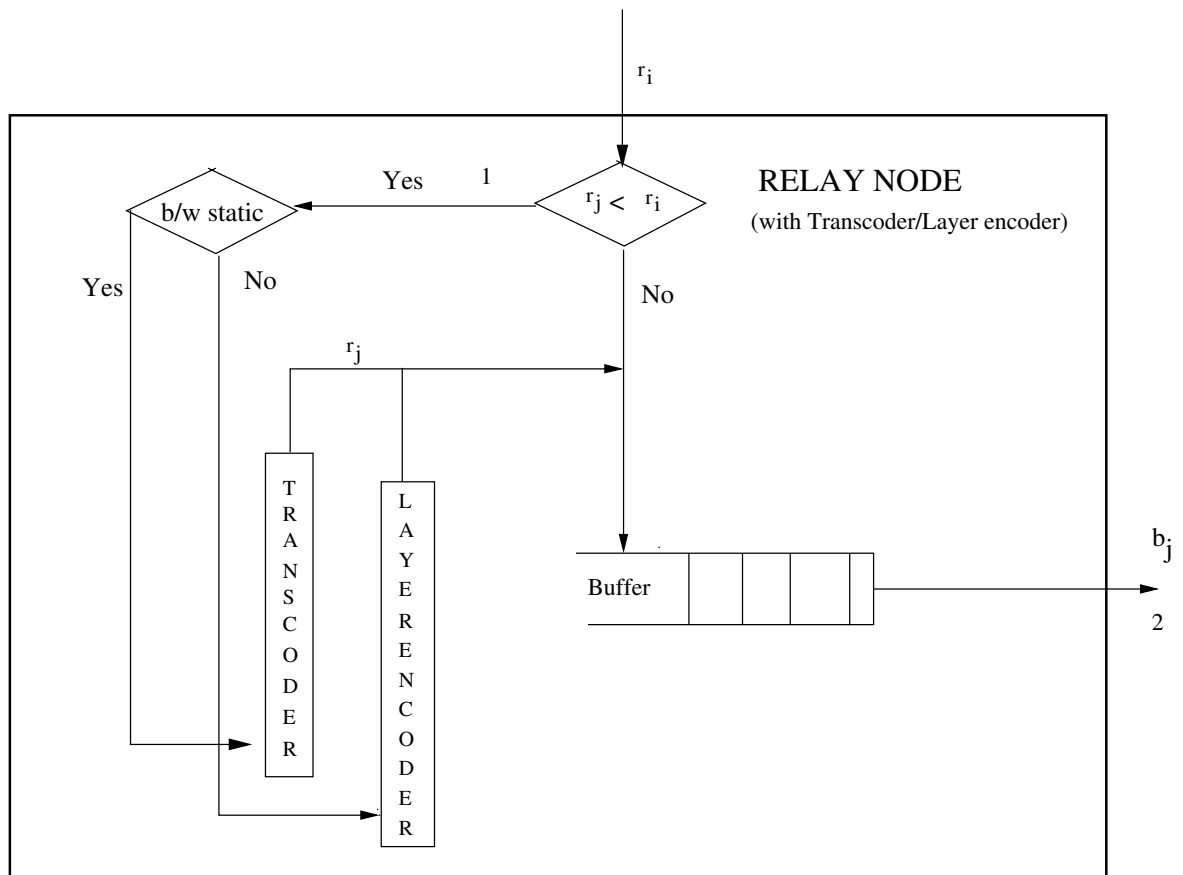 r_i
RELAY NODE
(with Transcoder/Layer encoder)
Yes 1
r_j < r_i
b/w static
Yes
No
No
r_j
TRANSCODER
LAYERENCODER
Buffer
b_j
2